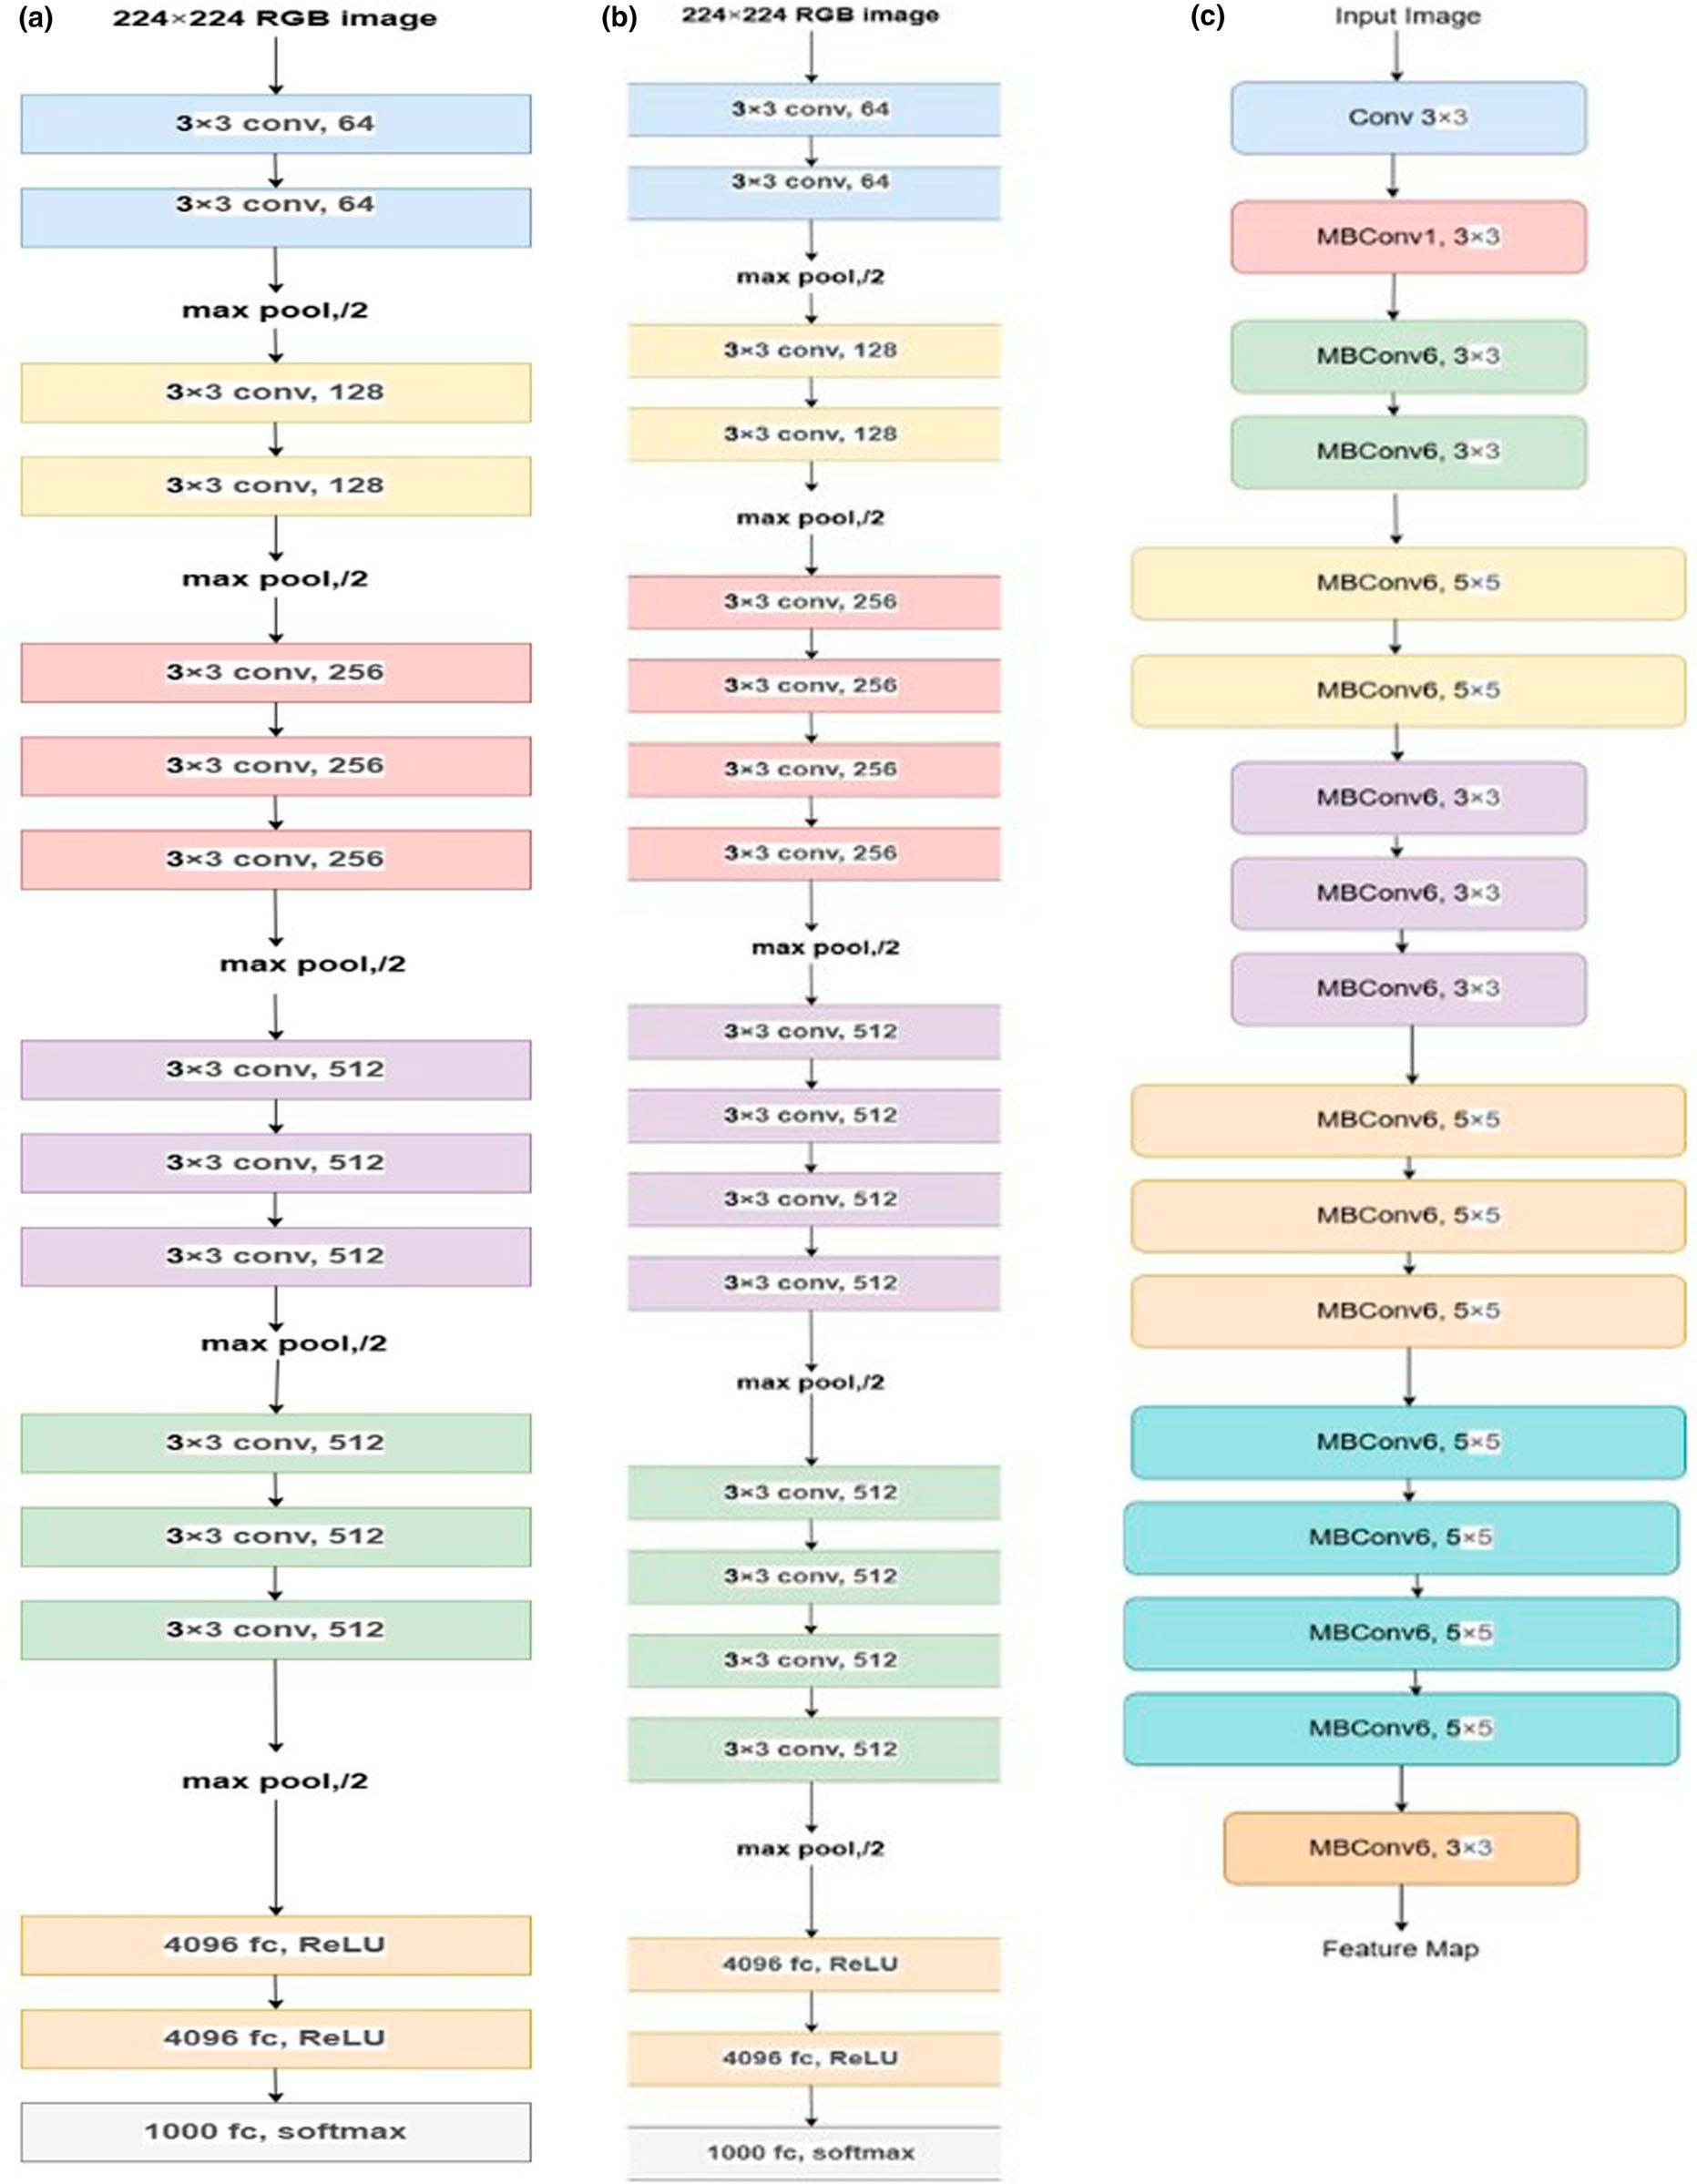 (a)
224×224 RGB image
3×3 conv, 64
3×3 conv, 64
max pool,/2
3×3 conv, 128
3×3 conv, 128
max pool,/2
3×3 conv, 256
3×3 conv, 256
3×3 conv, 256
max pool,/2
3×3 conv, 512
3×3 conv, 512
3×3 conv, 512
max pool,/2
3×3 conv, 512
3×3 conv, 512
3×3 conv, 512
max pool,/2
4096 fc, ReLU
4096 fc, ReLU
1000 fc, softmax
(b)
224×224 RGB image
3×3 conv, 64
3×3 conv, 64
max pool,/2
3×3 conv, 128
3×3 conv, 128
max pool,/2
3×3 conv, 256
3×3 conv, 256
3×3 conv, 256
3×3 conv, 256
max pool,/2
3×3 conv, 512
3×3 conv, 512
3×3 conv, 512
3×3 conv, 512
max pool,/2
3×3 conv, 512
3×3 conv, 512
3×3 conv, 512
3×3 conv, 512
max pool,/2
4096 fc, ReLU
4096 fc, ReLU
1000 fc, softmax
(c)
Input Image
Conv 3×3
MBConv1, 3×3
MBConv6, 3×3
MBConv6, 3×3
MBConv6, 5×5
MBConv6, 5×5
MBConv6, 3×3
MBConv6, 3×3
MBConv6, 3×3
MBConv6, 5×5
MBConv6, 5×5
MBConv6, 5×5
MBConv6, 5×5
MBConv6, 5×5
MBConv6, 5×5
MBConv6, 5×5
MBConv6, 3×3
Feature Map